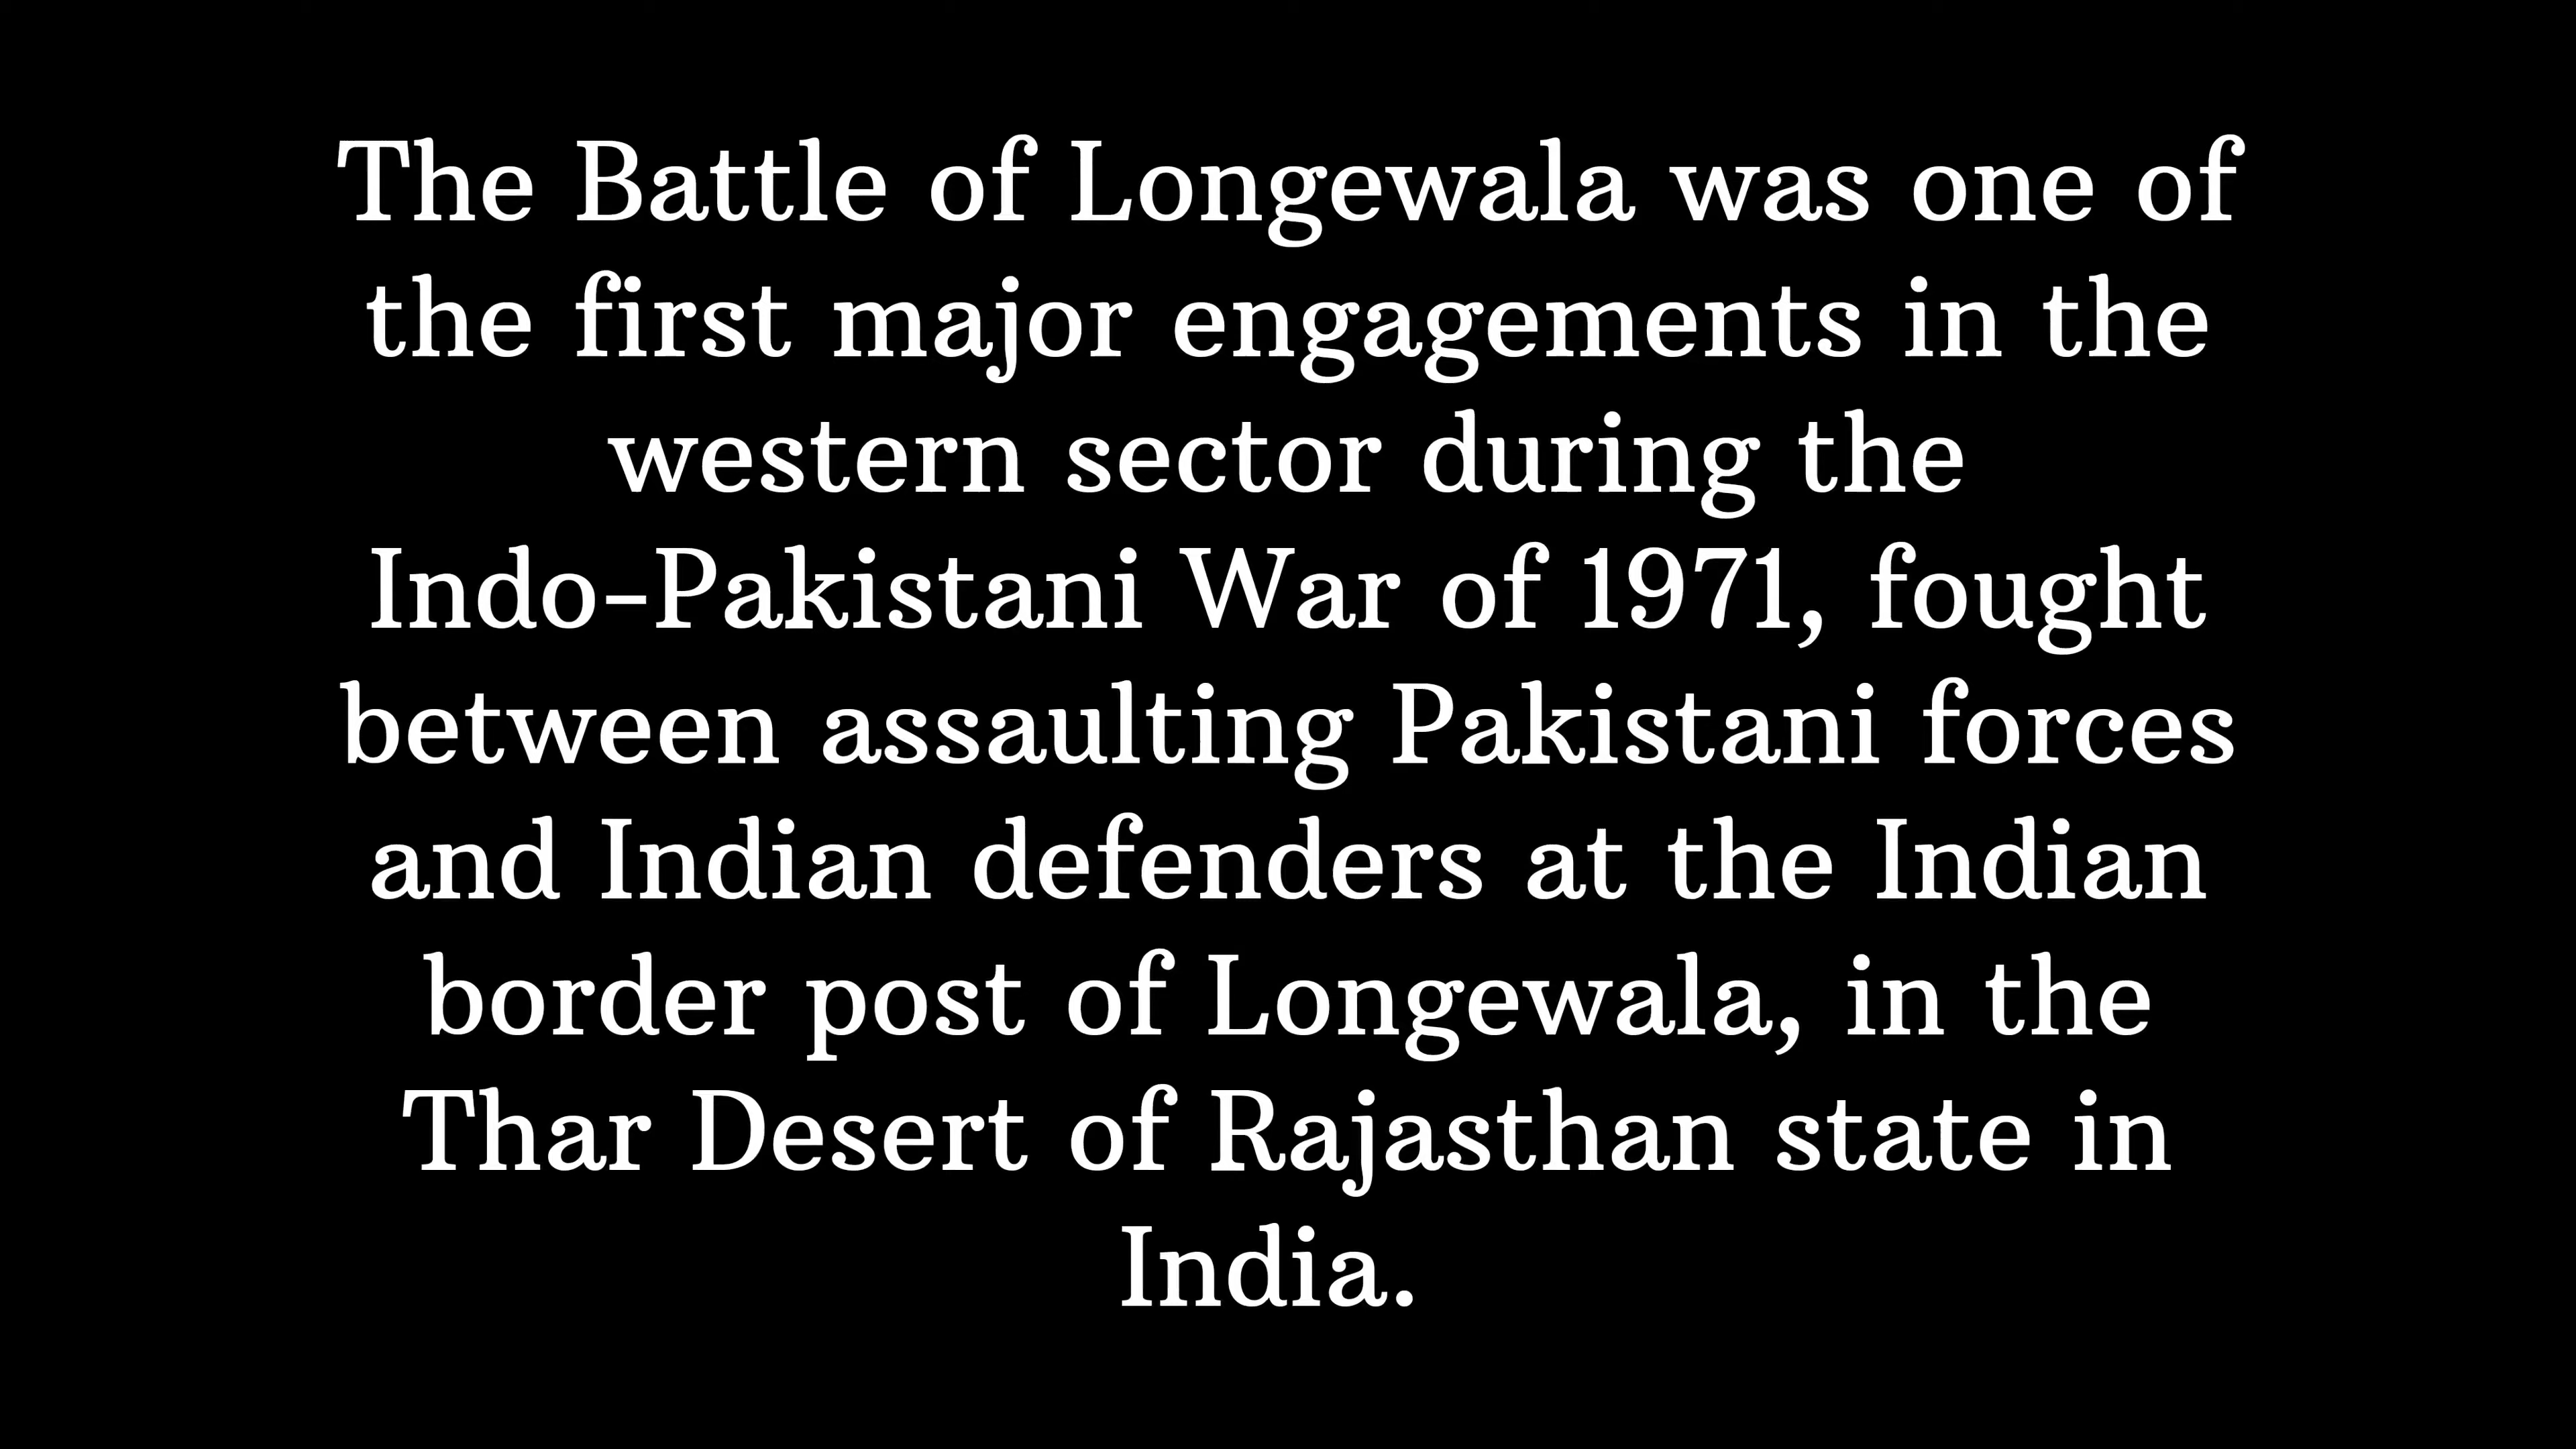 The Battle of Longewala was one of
the first major engagements in the
western sector during the
Indo-Pakistani War of 1971, fought
between assaulting Pakistani forces
and Indian defenders at the Indian
border post of Longewala, in the
Thar Desert of Rajasthan state in
India.